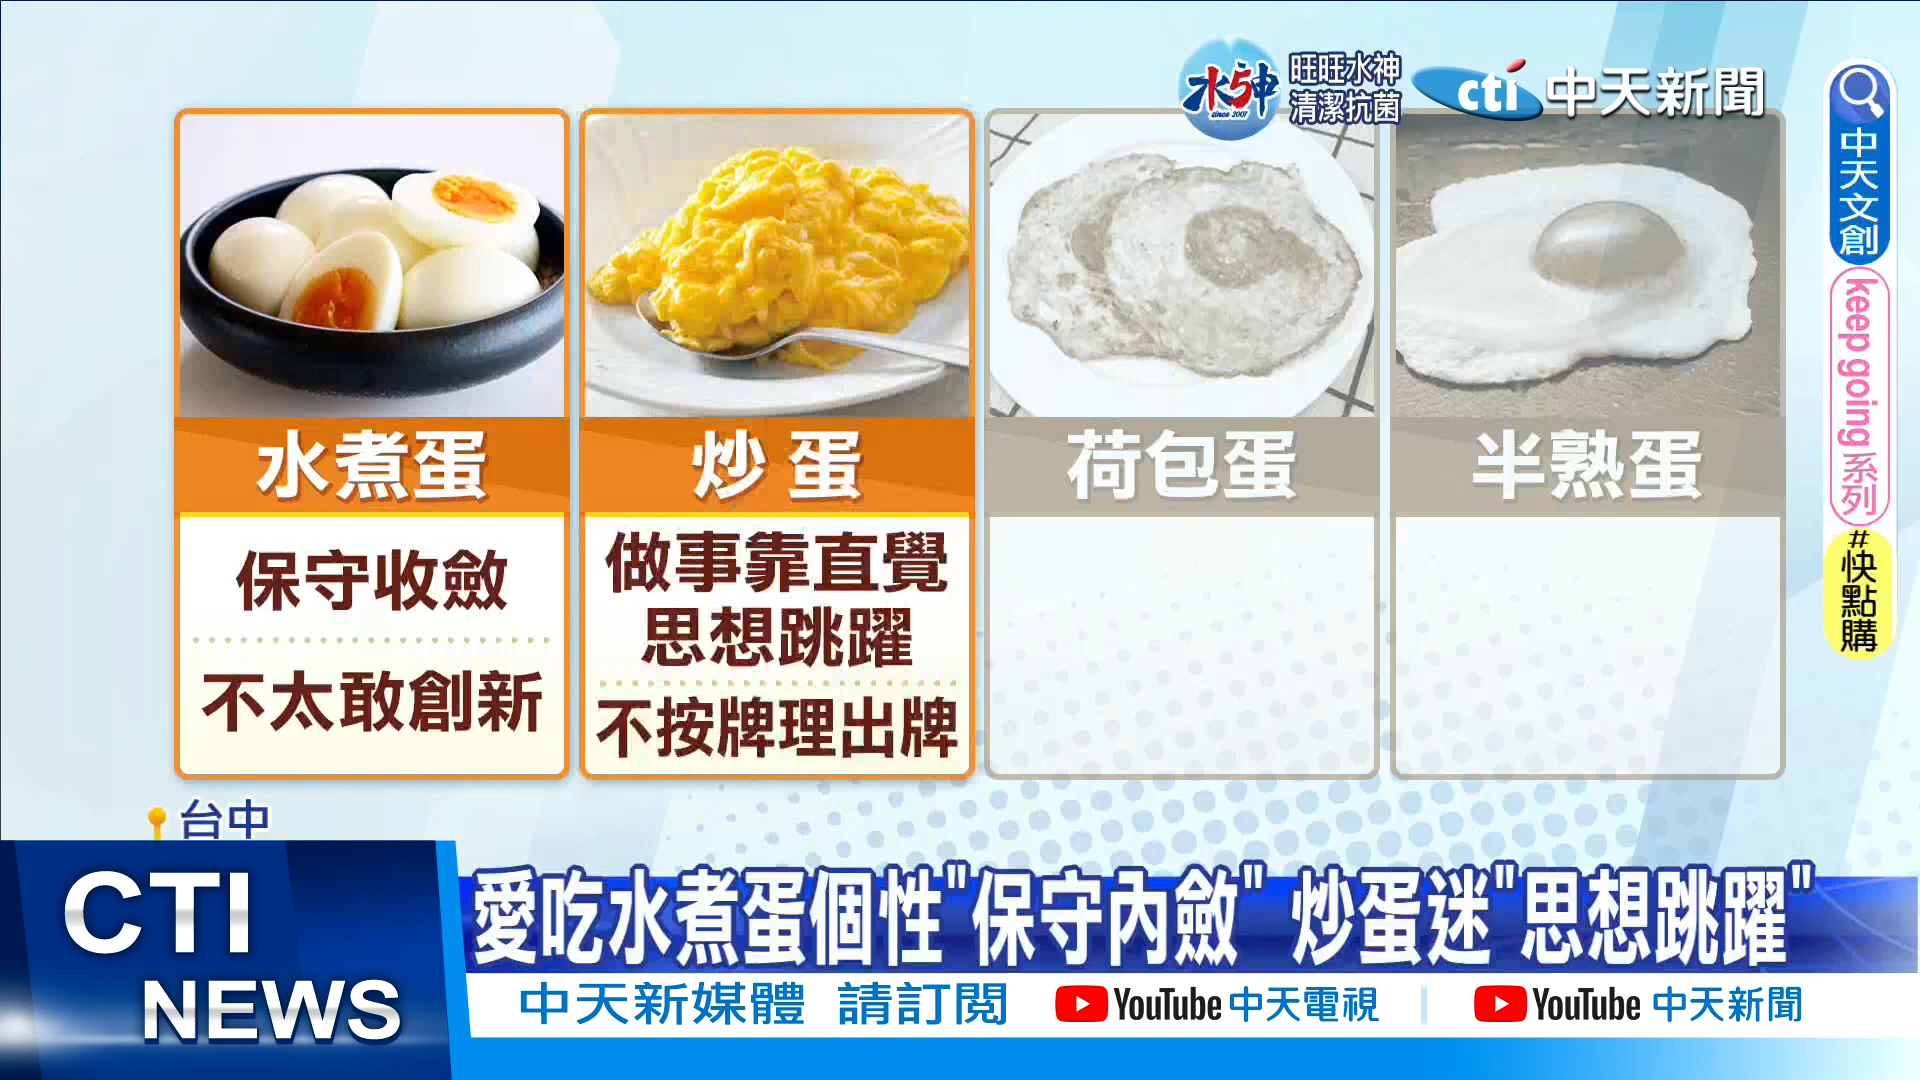 水神
since 2007
旺旺水神
清潔抗菌
cti 中天新聞
中天文創
keep going系列
#快點購
水煮蛋
保守收斂
不太敢創新
炒蛋
做事靠直覺
思想跳躍
不按牌理出牌
荷包蛋
半熟蛋
台中
CTI
NEWS
愛吃水煮蛋個性"保守內斂" 炒蛋迷"思想跳躍"
中天新媒體 請訂閱 YouTube 中天電視 | YouTube 中天新聞